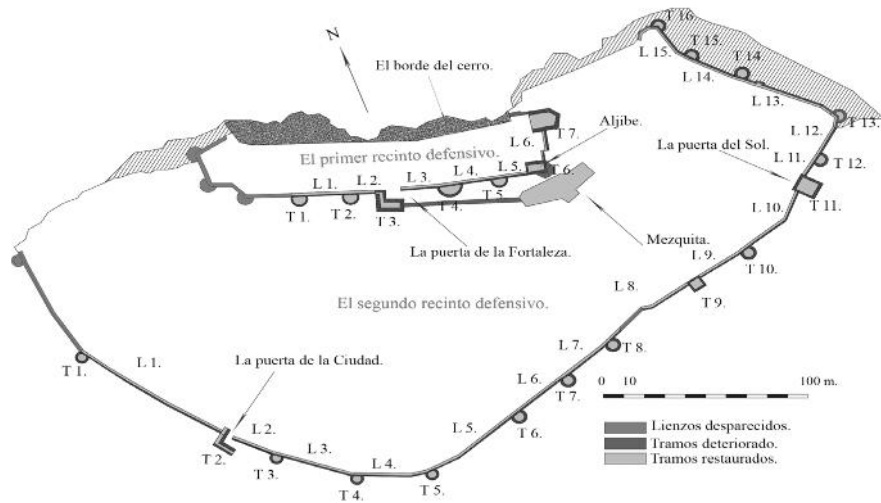 T 16
L 15.
T 15.
T 14
L 14.
L 13.
N
El borde del cerro.
L 6.
T 7.
Aljibe.
L 12.
T 13.
La puerta del Sol.
L 11.
T 12.
El primer recinto defensivo.
L 5.
T 6.
L 4.
L 3.
T 5.
T 4.
L 1.
L 2.
T 1.
T 2.
T 3.
L 10.
T 11.
La puerta de la Fortaleza.
Mezquita.
L 9.
T 10.
El segundo recinto defensivo.
L 8.
T 9.
L 7.
T 8.
T 1.
L 1.
La puerta de la Ciudad.
L 6.
T 7.
0 10 100 m.
L 2.
T 2.
L 3.
T 3.
L 4.
T 4.
L 5.
T 5.
T 6.
Lienzos desparecidos.
Tramos deteriorado.
Tramos restaurados.